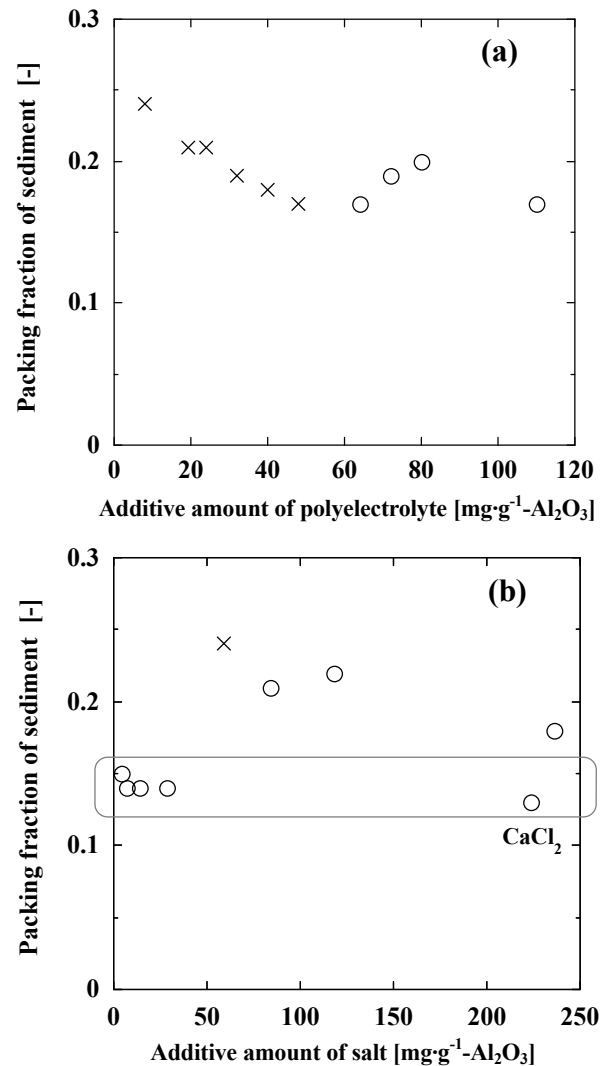 (a)
0.3
0.2
0.1
0
Packing fraction of sediment [-]
0 20 40 60 80 100 120
Additive amount of polyelectrolyte [mg·g⁻¹-Al₂O₃]
(b)
0.3
0.2
0.1
0
Packing fraction of sediment [-]
CaCl₂
0 50 100 150 200 250
Additive amount of salt [mg·g⁻¹-Al₂O₃]